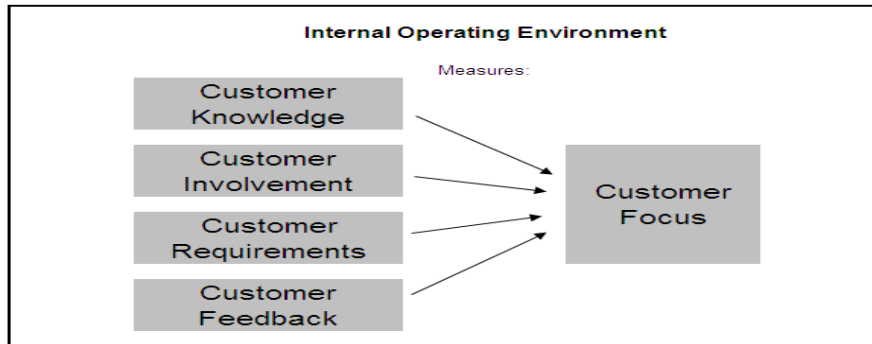 Internal Operating Environment
Measures:
Customer
Knowledge
Customer
Involvement
Customer
Requirements
Customer
Feedback
Customer
Focus